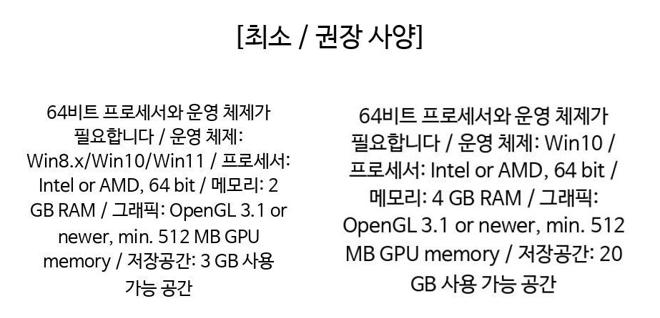 [최소 / 권장 사양]
64비트 프로세서와 운영 체제가
필요합니다 / 운영 체제:
Win8.x/Win10/Win11 / 프로세서:
Intel or AMD, 64 bit / 메모리: 2
GB RAM / 그래픽: OpenGL 3.1 or
newer, min. 512 MB GPU
memory / 저장공간: 3 GB 사용
가능 공간
64비트 프로세서와 운영 체제가
필요합니다 / 운영 체제: Win10 /
프로세서: Intel or AMD, 64 bit /
메모리: 4 GB RAM / 그래픽:
OpenGL 3.1 or newer, min. 512
MB GPU memory / 저장공간: 20
GB 사용 가능 공간